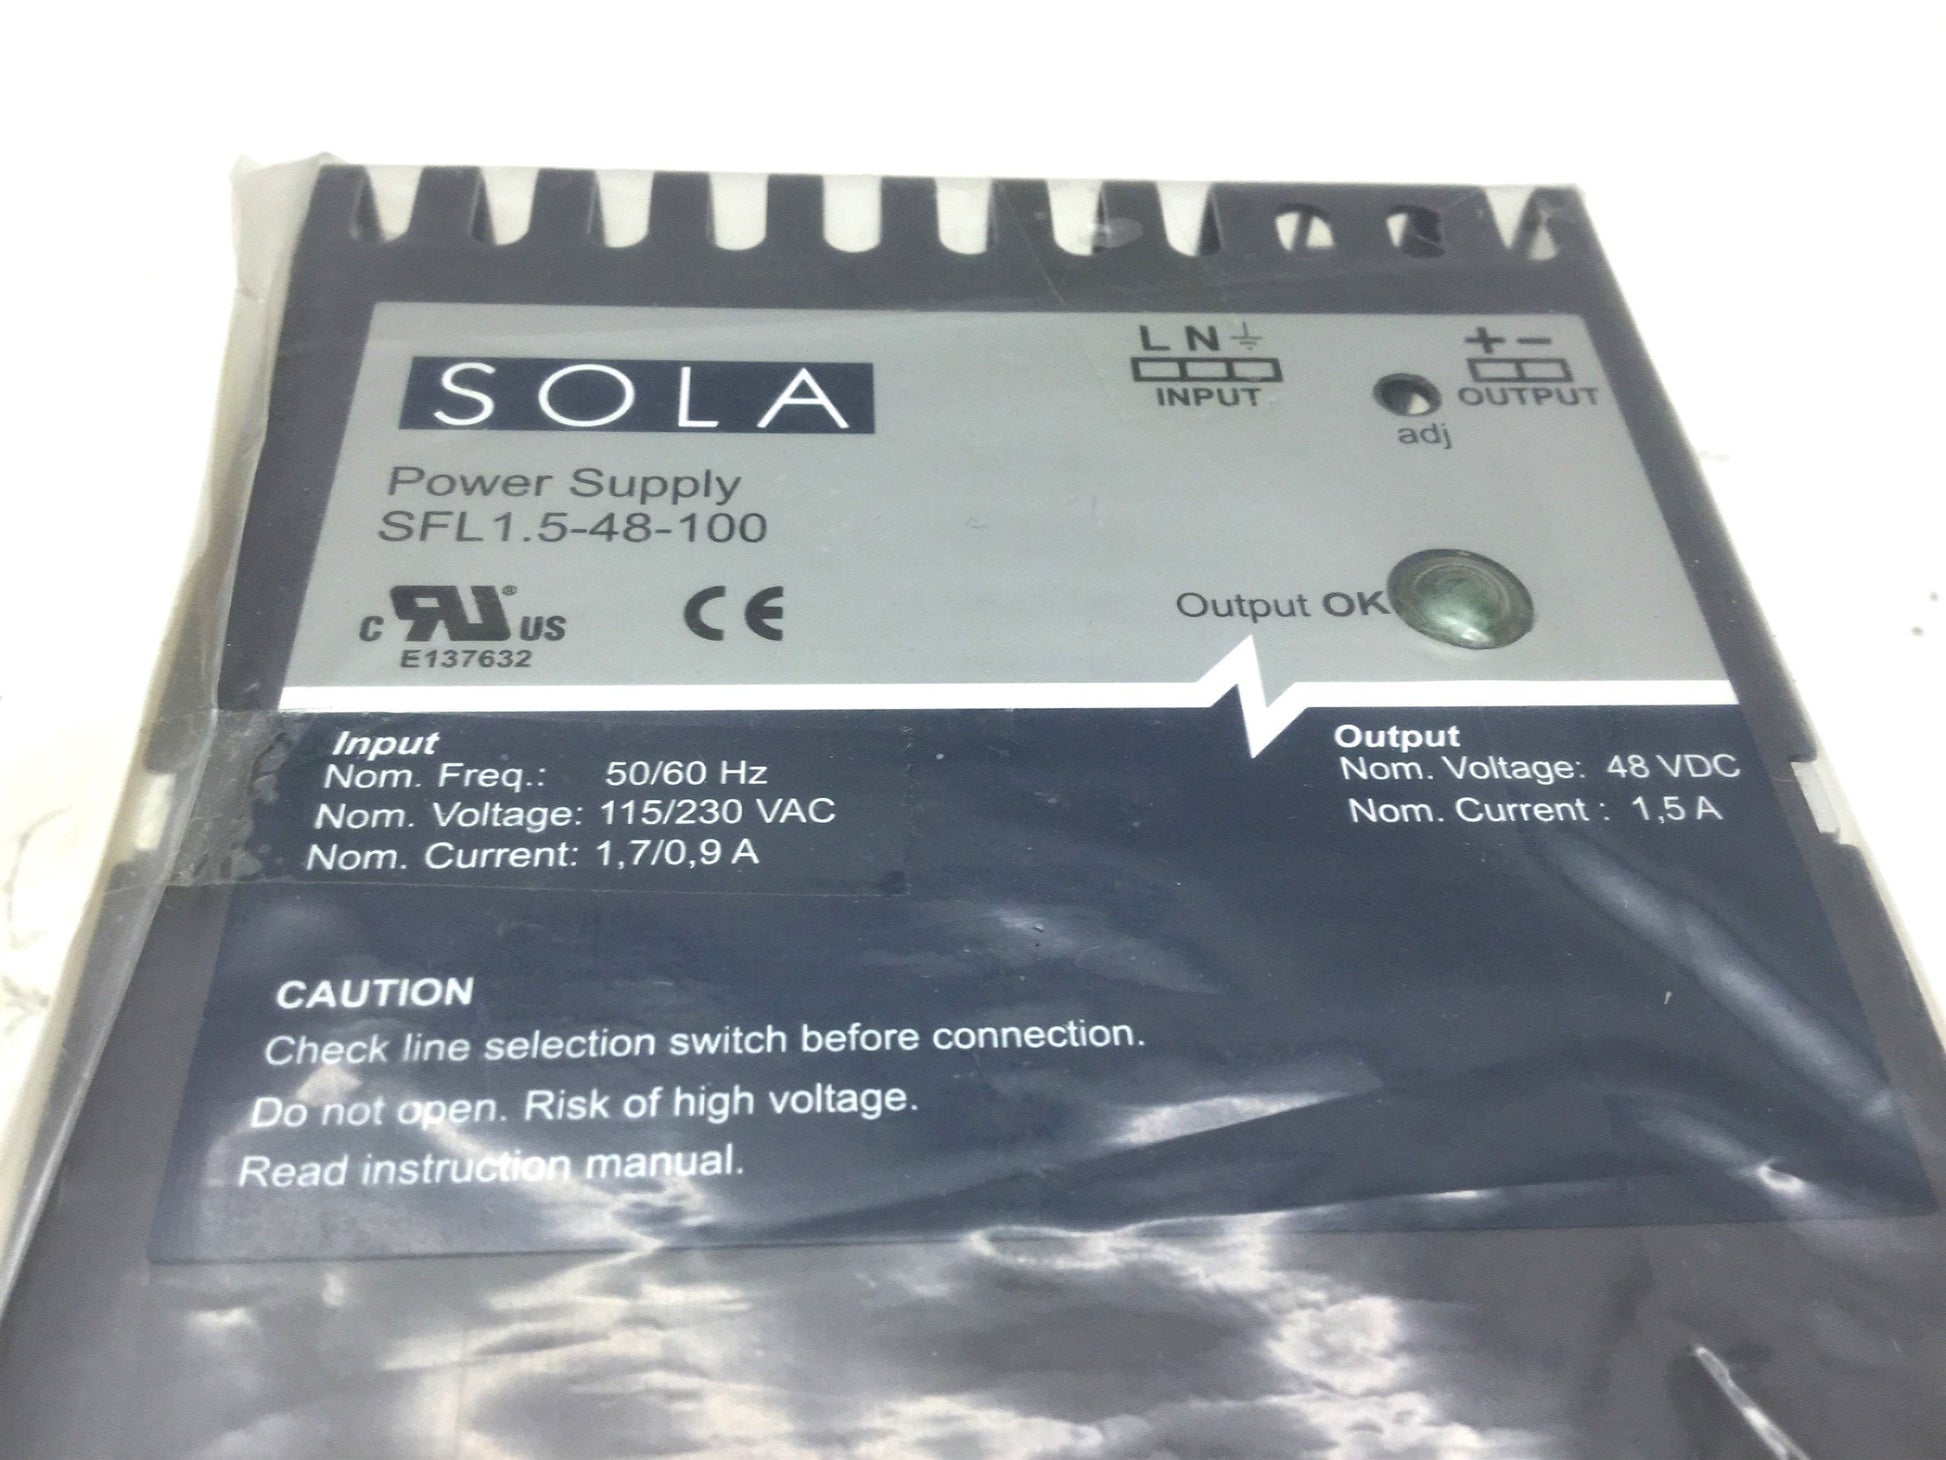 SOLA
L N
INPUT
+ -
OUTPUT
adj
Power Supply
SFL1.5-48-100
c RU ® US
E137632
CE
Output OK
Input
Nom. Freq.: 50/60 Hz
Nom. Voltage: 115/230 VAC
Nom. Current: 1,7/0,9 A
Output
Nom. Voltage: 48 VDC
Nom. Current : 1,5 A
CAUTION
Check line selection switch before connection.
Do not open. Risk of high voltage.
Read instruction manual.